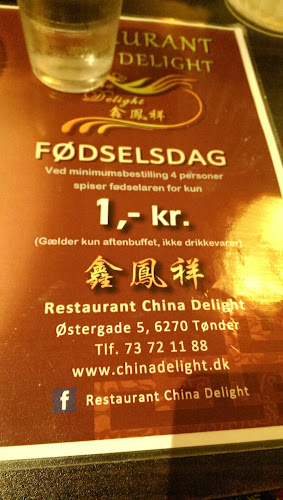 URANT
DELIGHT
Delight
鑫鳳祥
FØDSELSDAG
Ved minimumsbestilling 4 personer
spiser fødselaren for kun
1,- kr.
(Gælder kun aftenbuffet, ikke drikkevarer)
鑫鳳祥
Restaurant China Delight
Østergade 5, 6270 Tønder
Tlf. 73 72 11 88
www.chinadelight.dk
f Restaurant China Delight